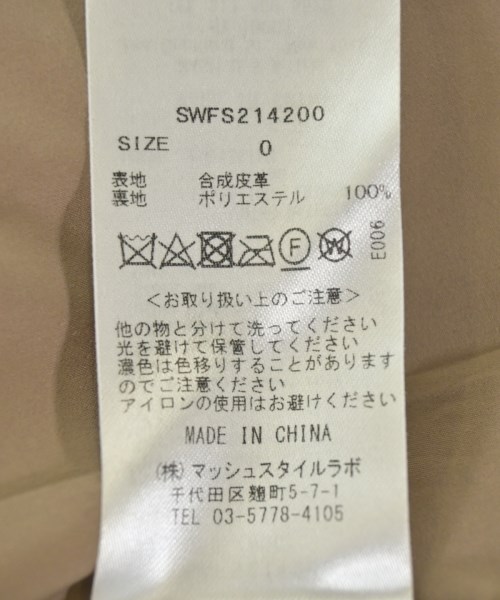 SWFS214200
SIZE 0
表地 合成皮革
裏地 ポリエステル 100%
F W
E006
<お取り扱い上のご注意>
他の物と分けて洗ってください
光を避けて保管してください
濃色は色移りすることがあります
のでご注意ください
アイロンの使用はお避けください
MADE IN CHINA
(株)マッシュスタイルラボ
千代田区麹町5-7-1
TEL 03-5778-4105